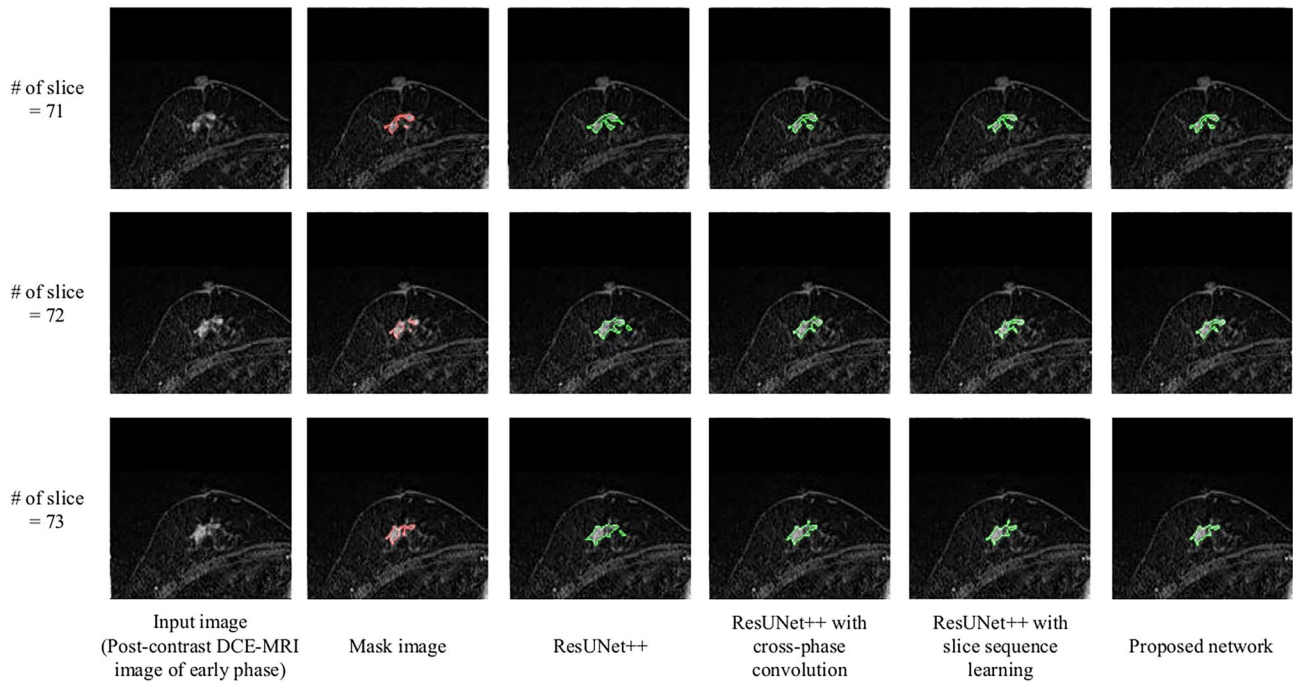 # of slice
= 71
# of slice
= 72
# of slice
= 73
Input image
(Post-contrast DCE-MRI
image of early phase)
Mask image
ResUNet++
ResUNet++ with
cross-phase
convolution
ResUNet++ with
slice sequence
learning
Proposed network